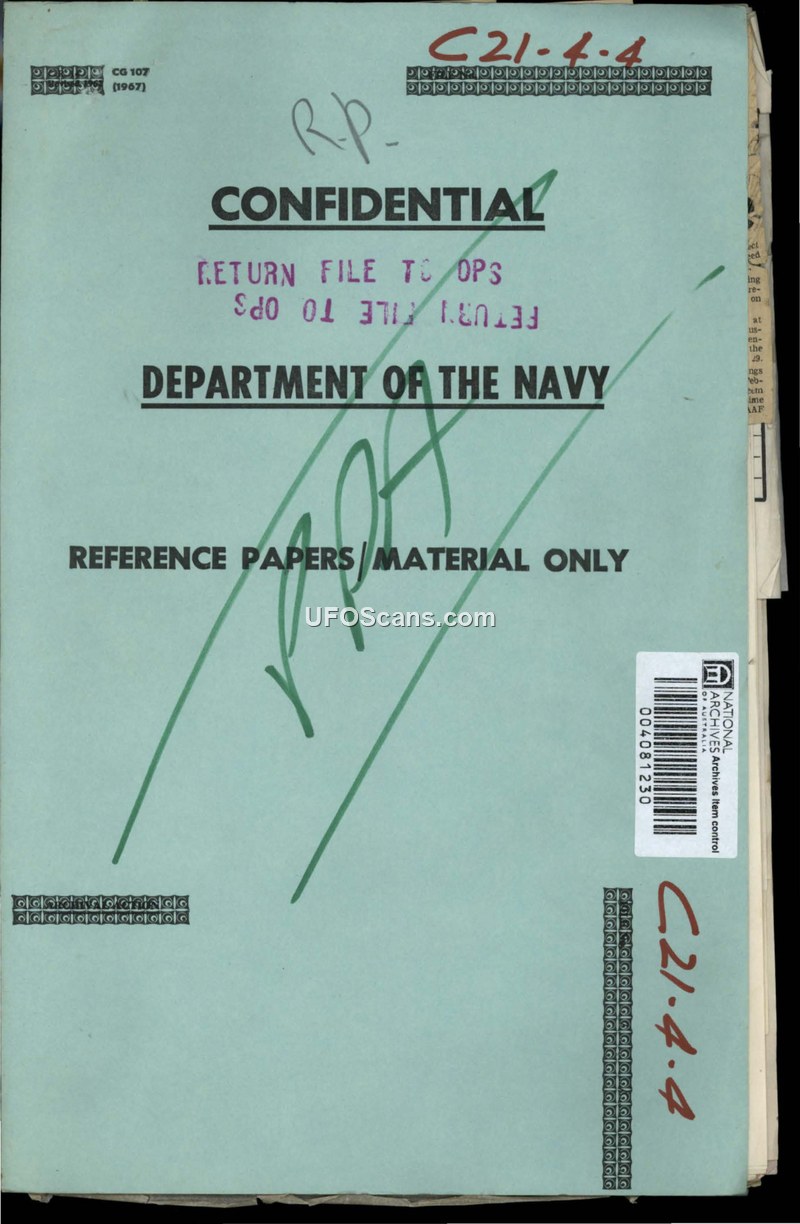 C21·4·4
CG 107
(1967)
R.P.
CONFIDENTIAL
RETURN FILE TO OPS
RETURN FILE TO OPS
DEPARTMENT OF THE NAVY
REFERENCE PAPERS/MATERIAL ONLY
UFOScans.com
NATIONAL
ARCHIVES
OF AUSTRALIA
Archives item control
004081230
C21·4·4